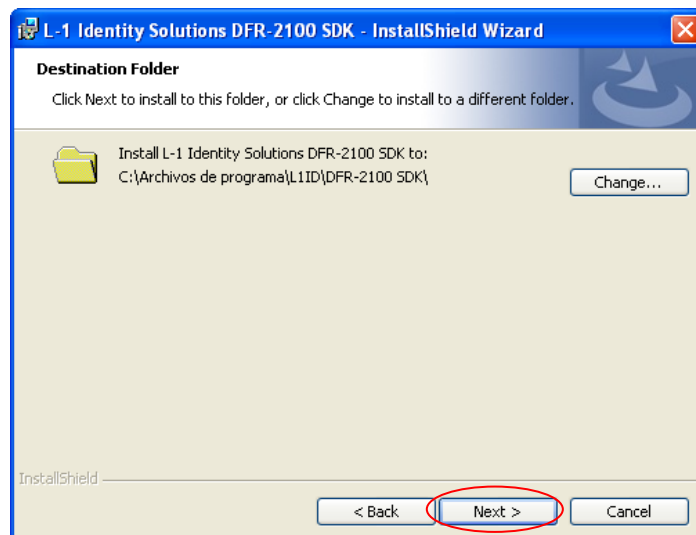 L-1 Identity Solutions DFR-2100 SDK - InstallShield Wizard
Destination Folder
Click Next to install to this folder, or click Change to install to a different folder.
Install L-1 Identity Solutions DFR-2100 SDK to:
C:\Archivos de programa\L1ID\DFR-2100 SDK\
Change...
InstallShield
< Back
Next >
Cancel